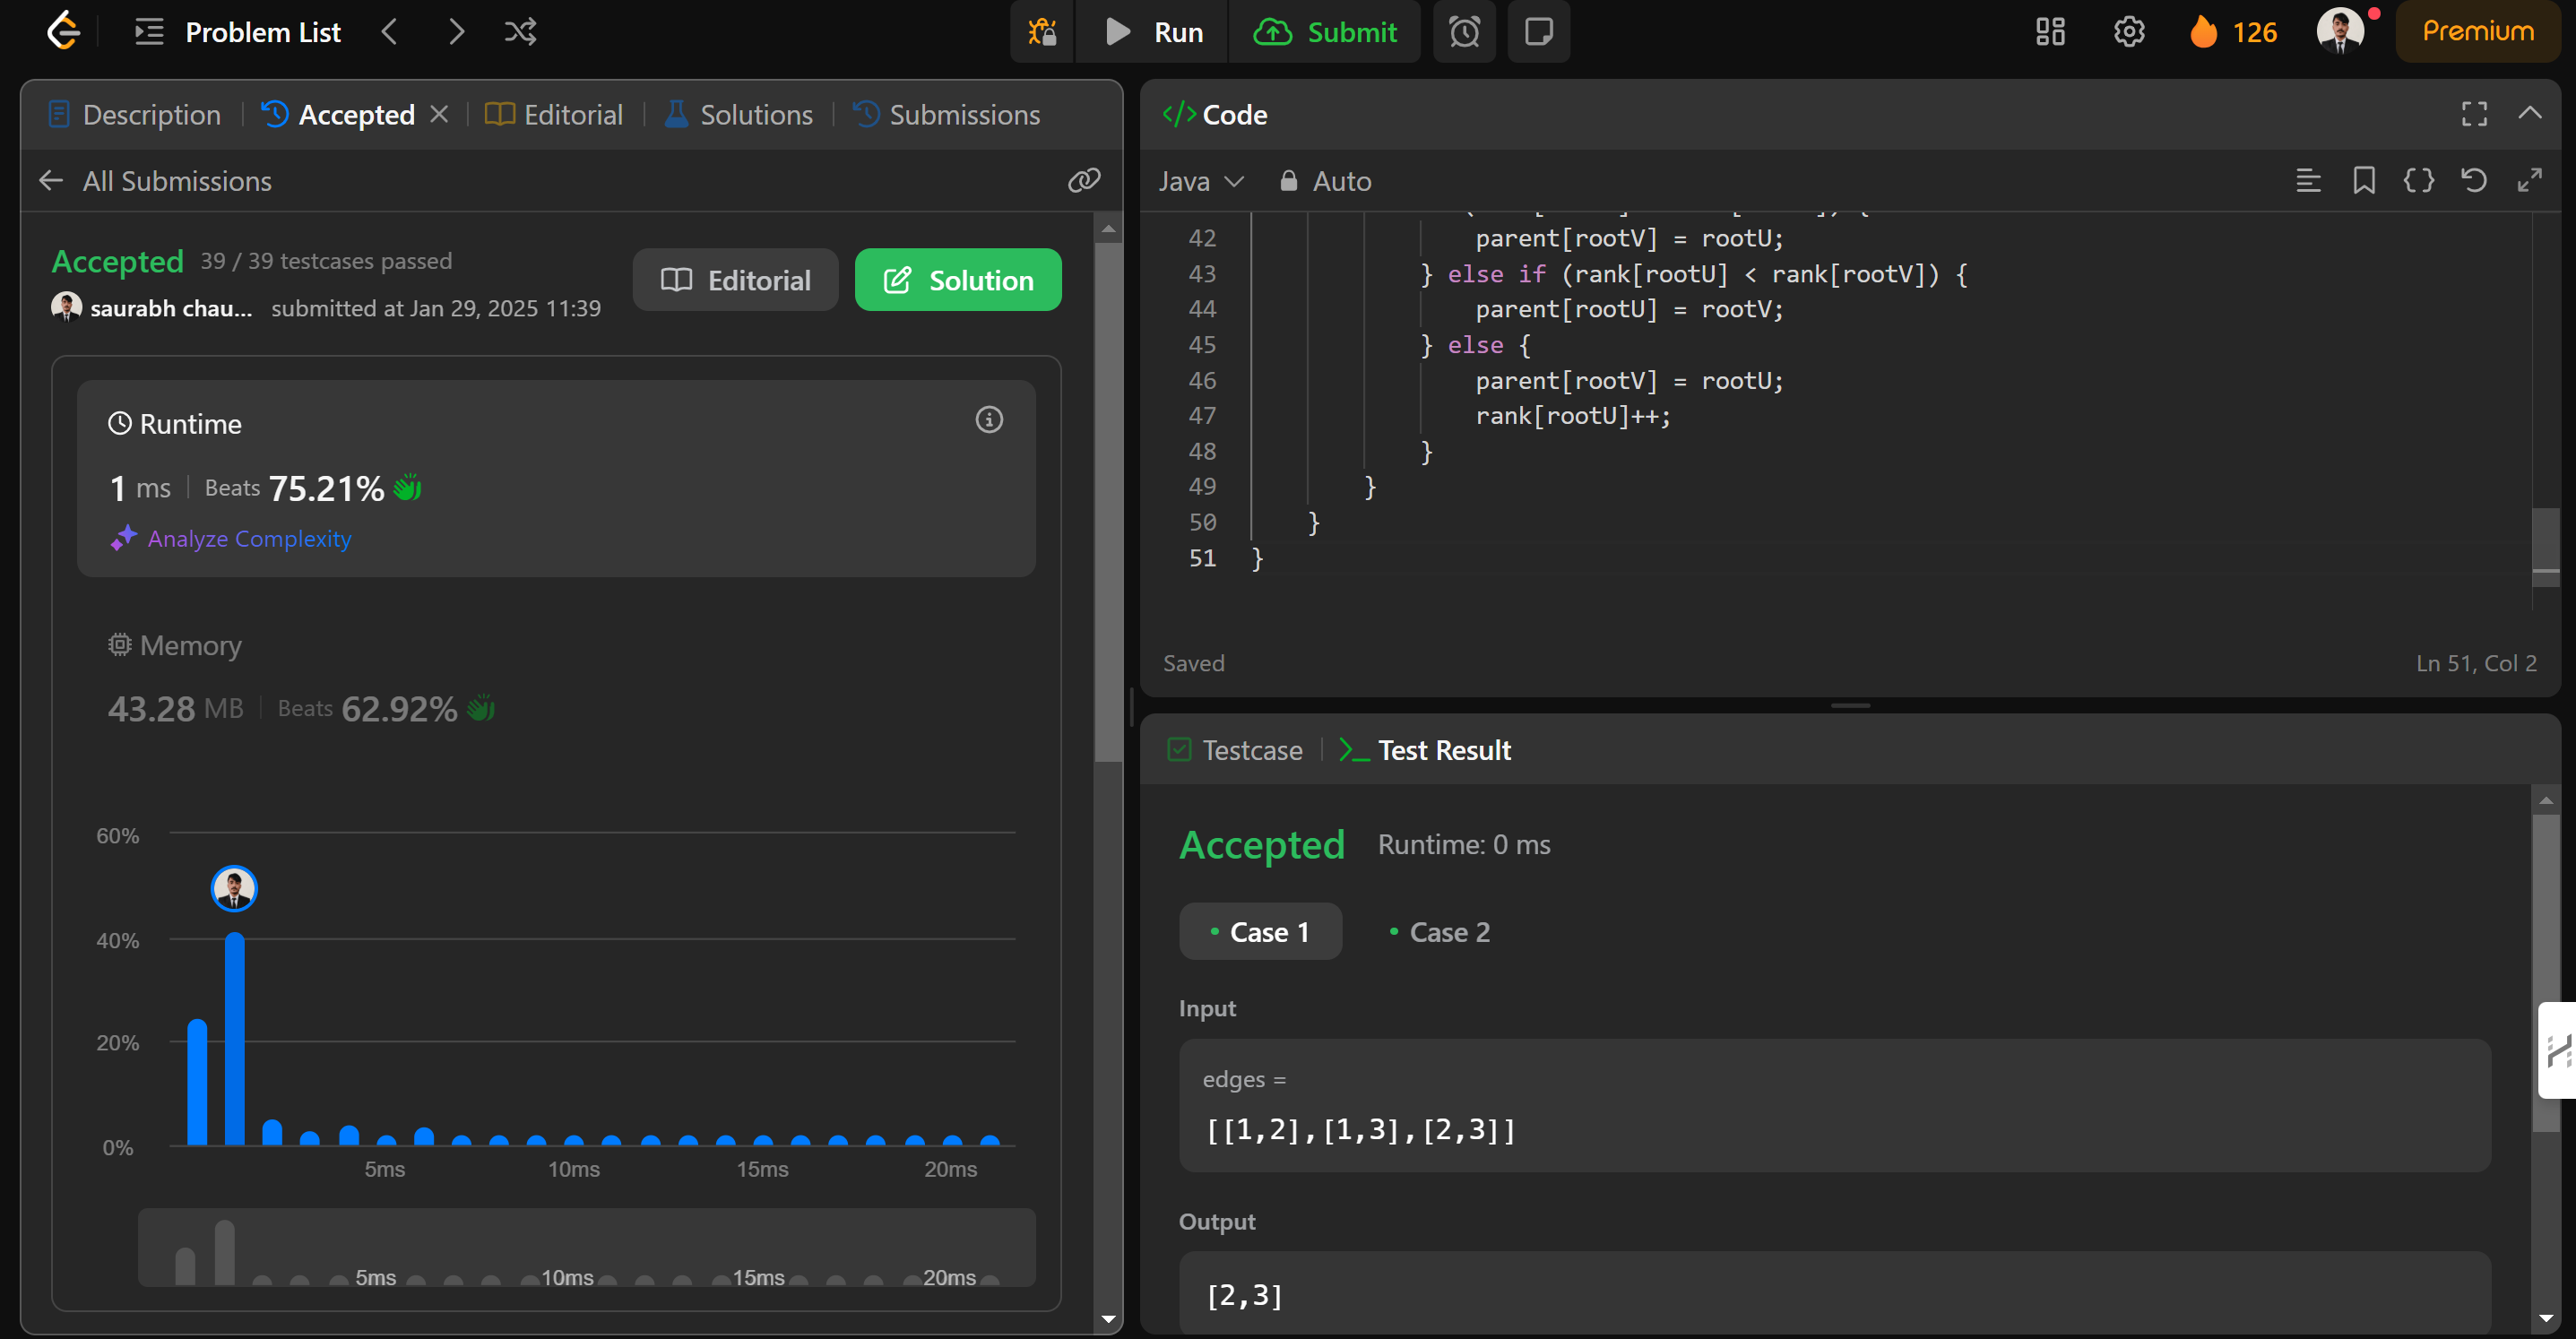 Problem List
Run
Submit
126
Premium
Description
Accepted
Editorial
Solutions
Submissions
All Submissions
Accepted 39 / 39 testcases passed
saurabh chau... submitted at Jan 29, 2025 11:39
Editorial
Solution
Runtime
1 ms Beats 75.21%
Analyze Complexity
Memory
43.28 MB Beats 62.92%
60%
40%
20%
0%
5ms 10ms 15ms 20ms
5ms 10ms 15ms 20ms
</> Code
Java Auto
42 parent[rootV] = rootU;
43 } else if (rank[rootU] < rank[rootV]) {
44 parent[rootU] = rootV;
45 } else {
46 parent[rootV] = rootU;
47 rank[rootU]++;
48 }
49 }
50 }
51 }
Saved
Ln 51, Col 2
Testcase
Test Result
Accepted Runtime: 0 ms
Case 1
Case 2
Input
edges =
[[1,2],[1,3],[2,3]]
Output
[2,3]